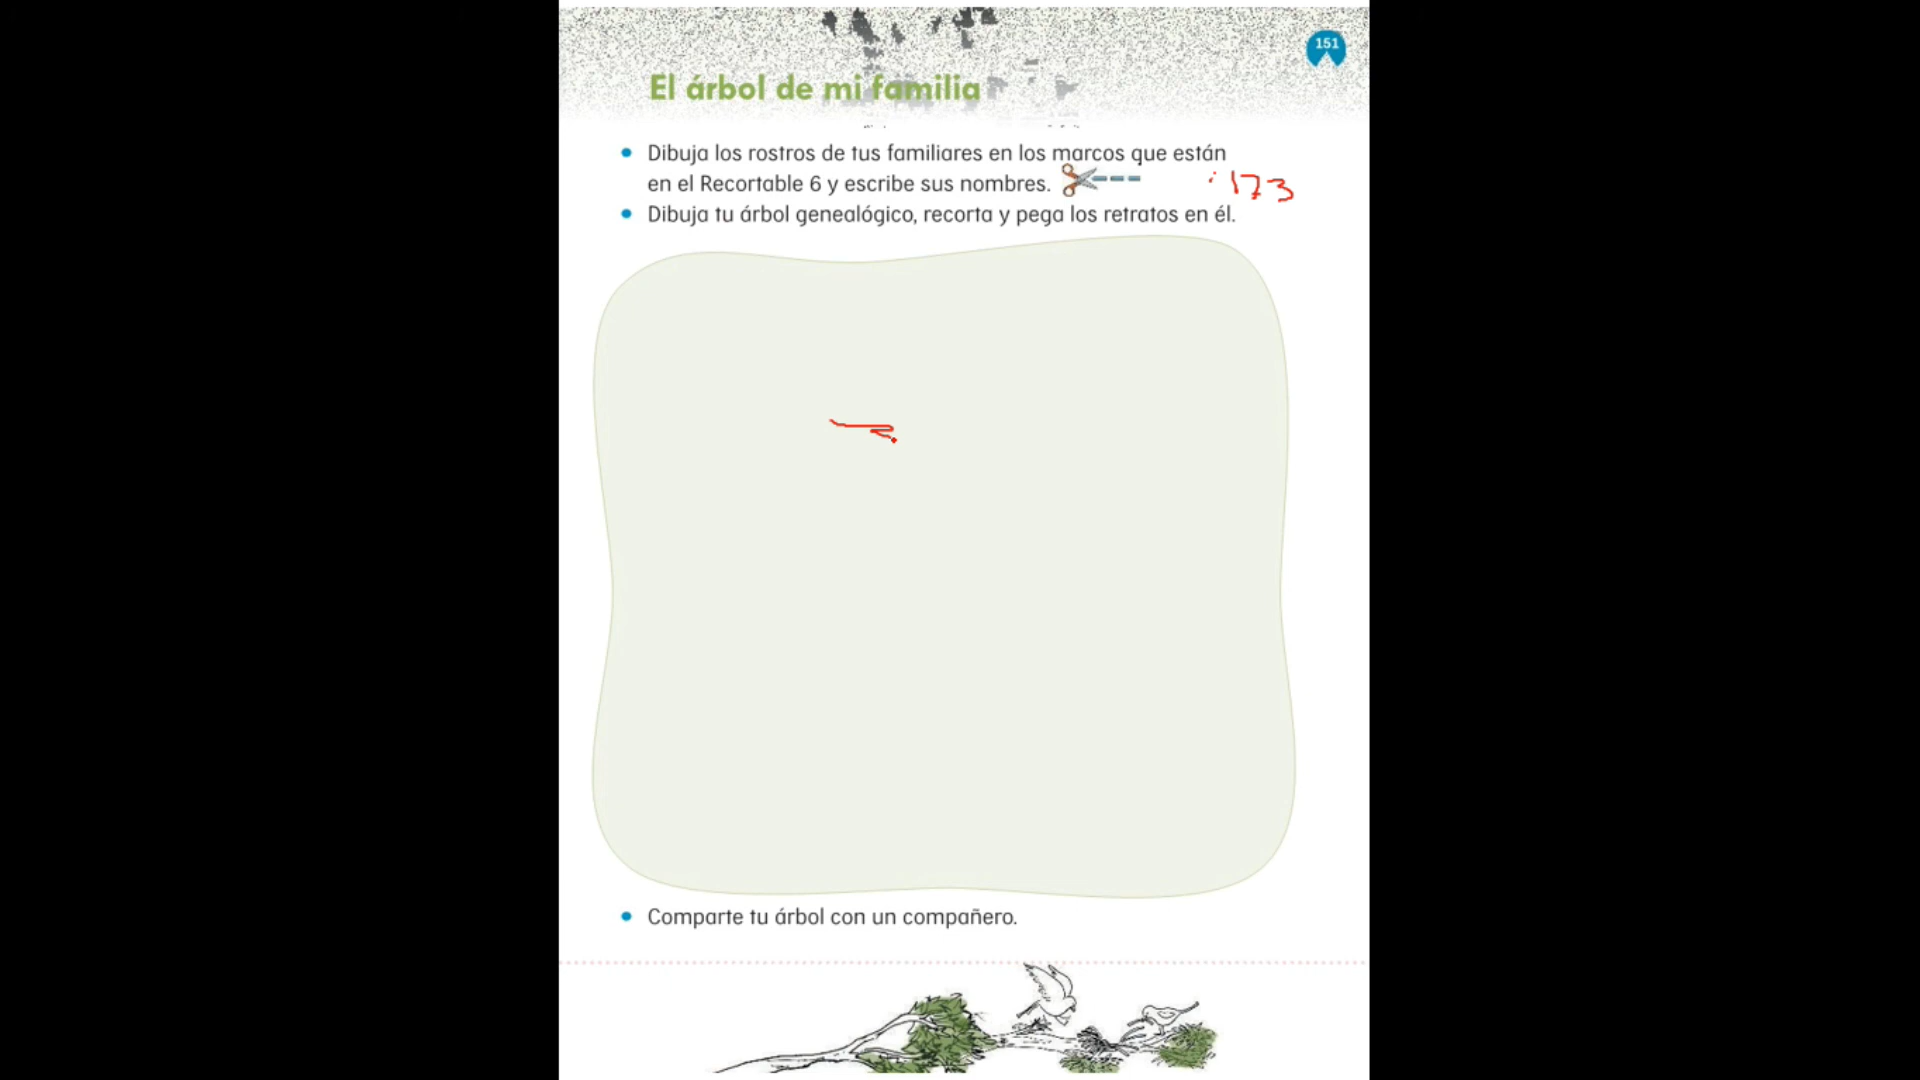 151
El árbol de mi familia
• Dibuja los rostros de tus familiares en los marcos que están
en el Recortable 6 y escribe sus nombres. 173
• Dibuja tu árbol genealógico, recorta y pega los retratos en él.
• Comparte tu árbol con un compañero.